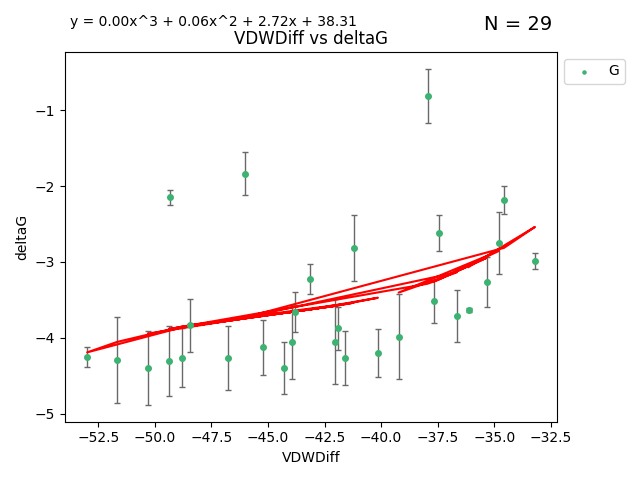 y = 0.00x^3 + 0.06x^2 + 2.72x + 38.31
N = 29
VDWDiff vs deltaG
G
−1
−2
−3
−4
−5
deltaG
−52.5 −50.0 −47.5 −45.0 −42.5 −40.0 −37.5 −35.0 −32.5
VDWDiff